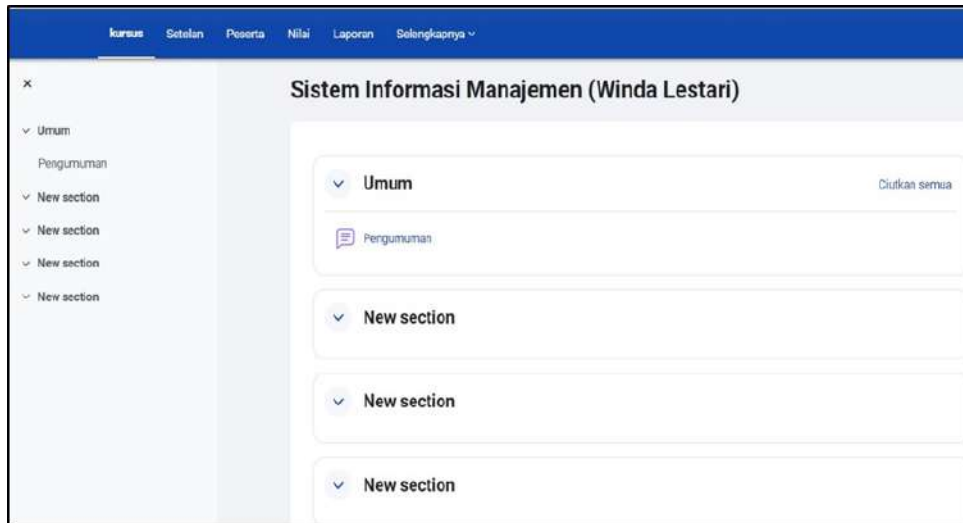 kursus Setelan Peserta Nilai Laporan Selengkapnya
Sistem Informasi Manajemen (Winda Lestari)
Umum
Pengumuman
New section
New section
New section
New section
Umum
Ciutkan semua
Pengumuman
New section
New section
New section